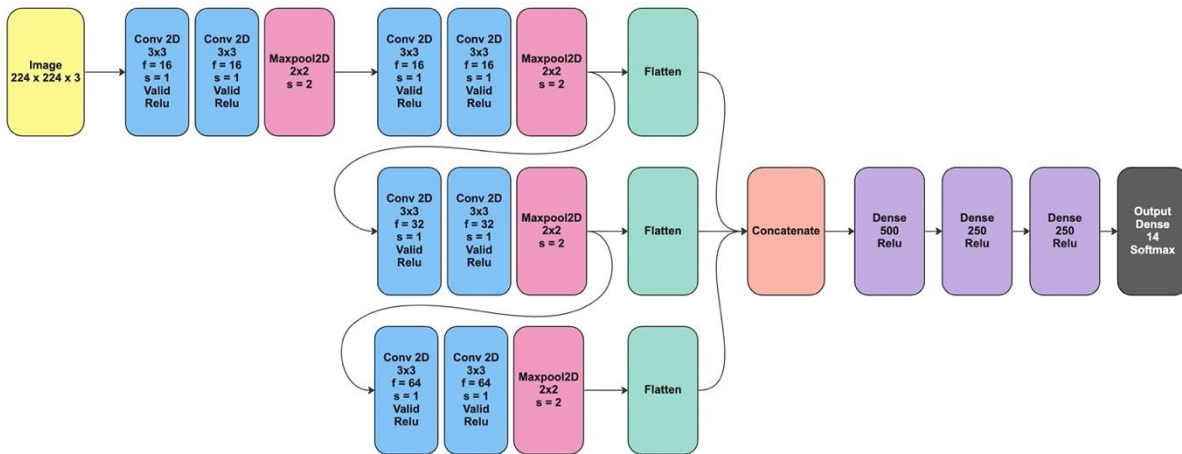 Image
224 x 224 x 3
Conv 2D
3x3
f = 16
s = 1
Valid
Relu
Conv 2D
3x3
f = 16
s = 1
Valid
Relu
Maxpool2D
2x2
s = 2
Conv 2D
3x3
f = 16
s = 1
Valid
Relu
Conv 2D
3x3
f = 16
s = 1
Valid
Relu
Maxpool2D
2x2
s = 2
Flatten
Conv 2D
3x3
f = 32
s = 1
Valid
Relu
Conv 2D
3x3
f = 32
s = 1
Valid
Relu
Maxpool2D
2x2
s = 2
Flatten
Concatenate
Dense
500
Relu
Dense
250
Relu
Dense
250
Relu
Output
Dense
14
Softmax
Conv 2D
3x3
f = 64
s = 1
Valid
Relu
Conv 2D
3x3
f = 64
s = 1
Valid
Relu
Maxpool2D
2x2
s = 2
Flatten